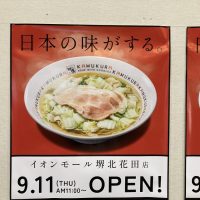 日本の味がする。
KAMUKURA
イオンモール堺北花田店
9.11(THU)
AM11:00〜
OPEN!